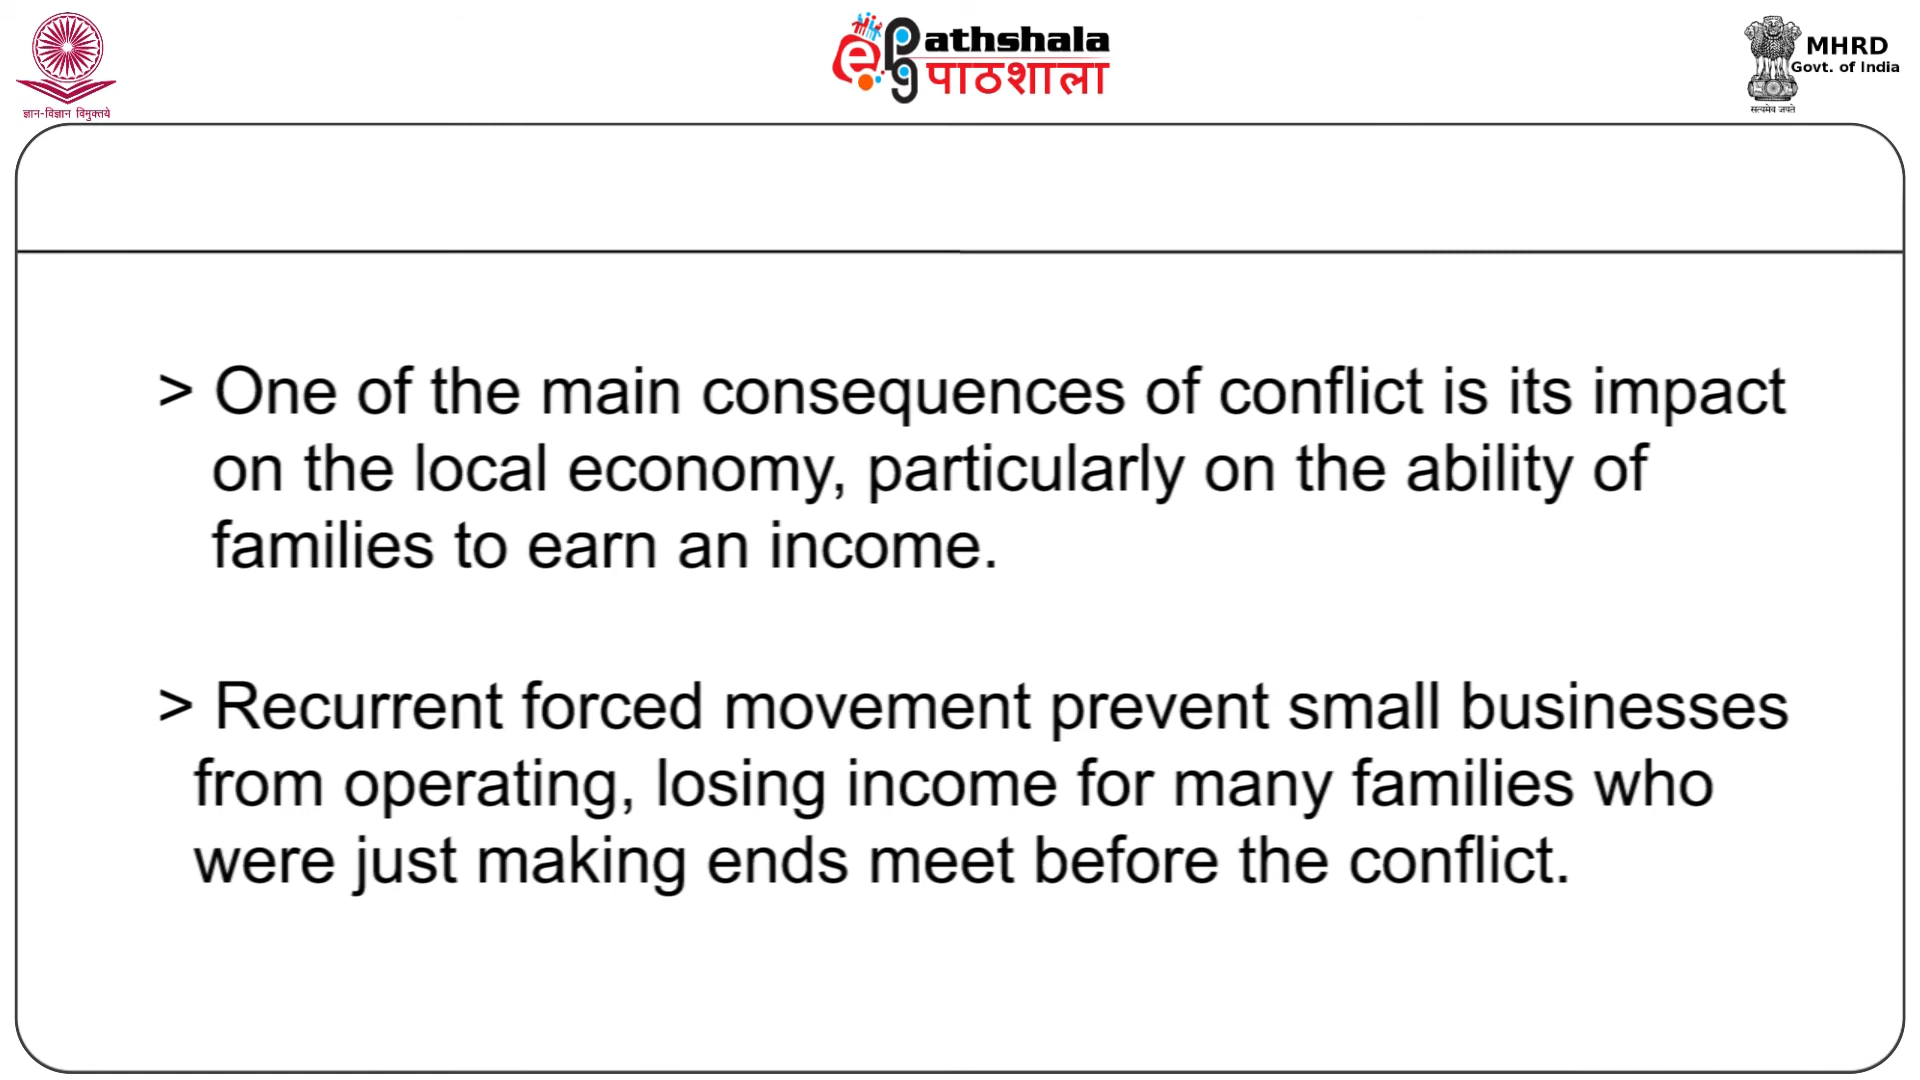 ज्ञान-विज्ञान विमुक्तये
e pg Pathshala
पाठशाला
MHRD
Govt. of India
सत्यमेव जयते
> One of the main consequences of conflict is its impact
on the local economy, particularly on the ability of
families to earn an income.
> Recurrent forced movement prevent small businesses
from operating, losing income for many families who
were just making ends meet before the conflict.